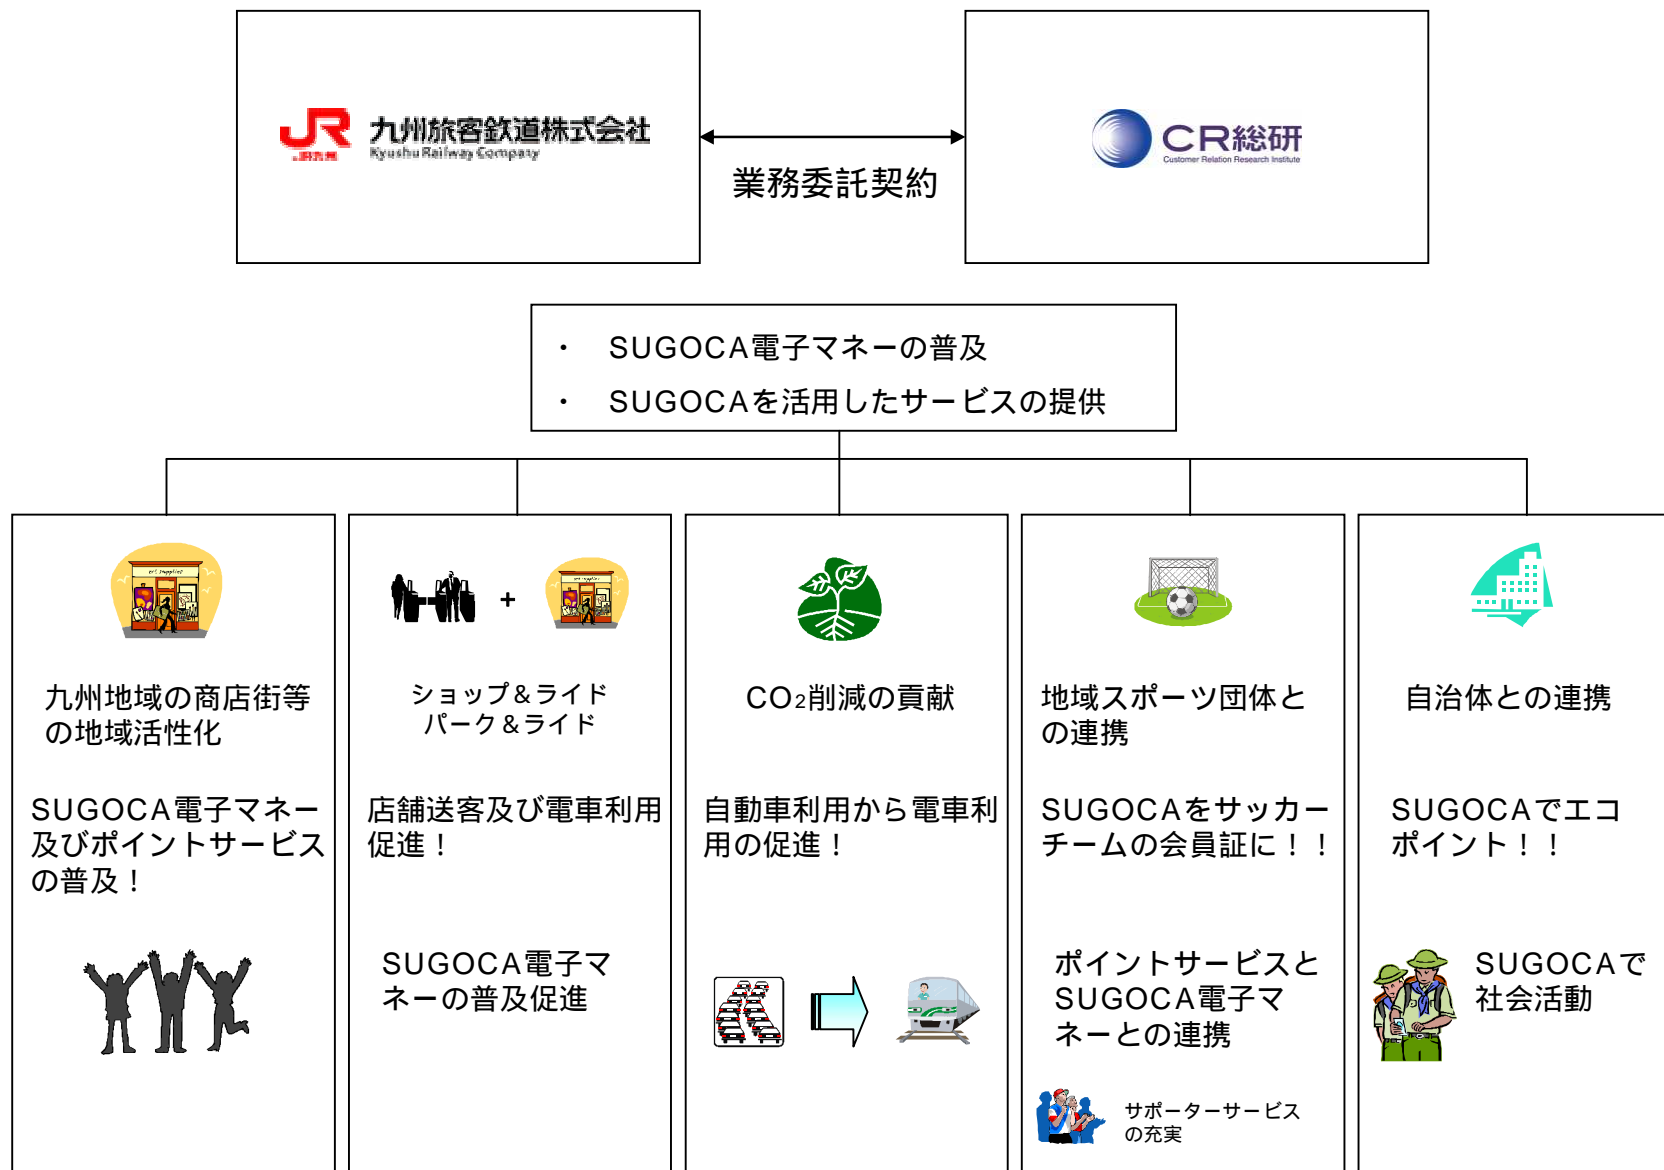 JR 九州旅客鉄道株式会社
JR九州
Kyushu Railway Company
CR総研
Customer Relation Research Institute
業務委託契約
・ SUGOCA電子マネーの普及
・ SUGOCAを活用したサービスの提供
art supplies
九州地域の商店街等
の地域活性化
SUGOCA電子マネー
及びポイントサービス
の普及！
+
art supplies
ショップ＆ライド
パーク＆ライド
店舗送客及び電車利用
促進！
SUGOCA電子マ
ネーの普及促進
CO₂削減の貢献
自動車利用から電車利
用の促進！
地域スポーツ団体と
の連携
SUGOCAをサッカー
チームの会員証に！！
ポイントサービスと
SUGOCA電子マ
ネーとの連携
サポーターサービス
の充実
自治体との連携
SUGOCAでエコ
ポイント！！
SUGOCAで
社会活動